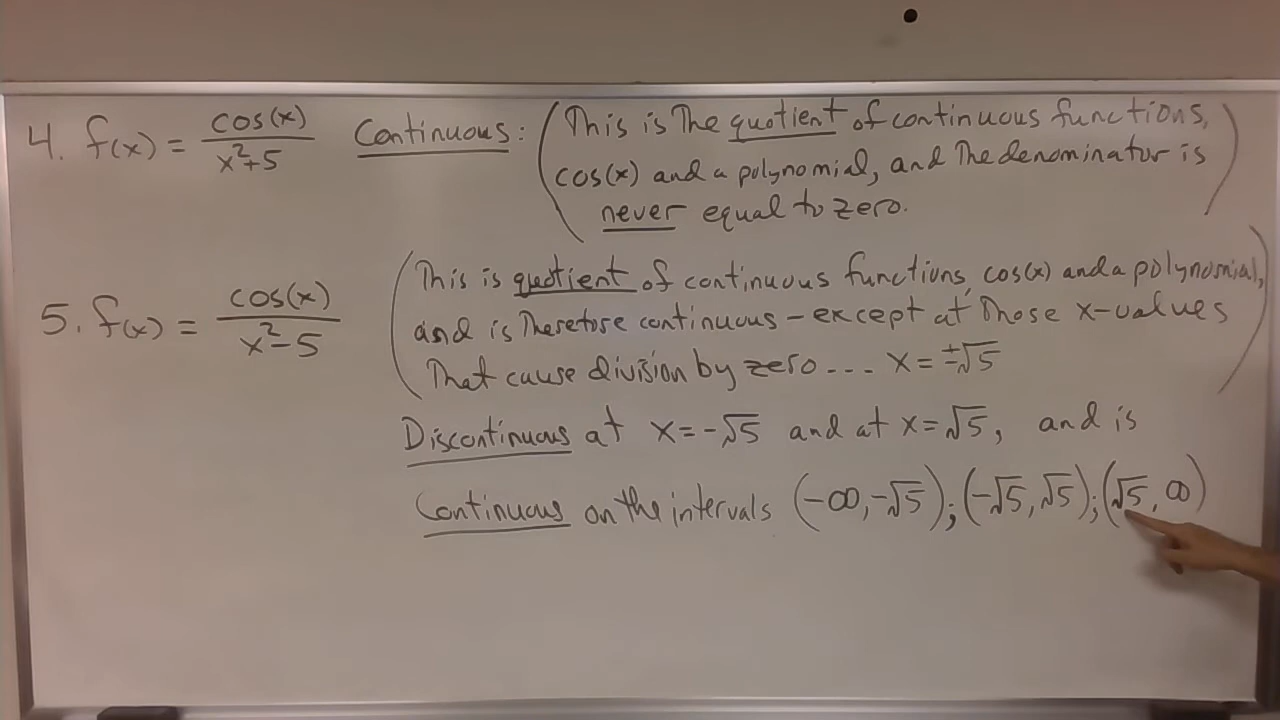 4. f(x) = cos(x)/(x²+5) Continuous: (This is The quotient of continuous functions,
cos(x) and a polynomial, and The denominator is
never equal to zero.)
5. f(x) = cos(x)/(x²-5) (This is quotient of continuous functions, cos(x) and a polynomial,
and is Therefore continuous – except at Those x-values
That cause division by zero... x = ±√5)
Discontinuous at x = -√5 and at x = √5, and is
Continuous on the intervals (-∞, -√5); (-√5, √5); (√5, ∞)